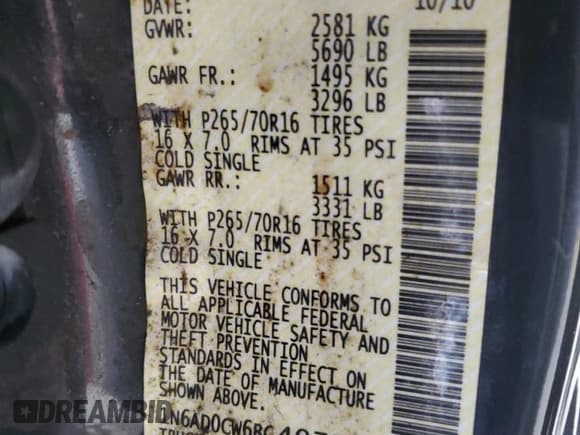 DATE: 10/10
GVWR: 2581 KG
5690 LB
GAWR FR.: 1495 KG
3296 LB
WITH P265/70R16 TIRES
16 X 7.0 RIMS AT 35 PSI
COLD SINGLE
GAWR RR.: 1511 KG
3331 LB
WITH P265/70R16 TIRES
16 X 7.0 RIMS AT 35 PSI
COLD SINGLE
THIS VEHICLE CONFORMS TO
ALL APPLICABLE FEDERAL
MOTOR VEHICLE SAFETY AND
THEFT PREVENTION
STANDARDS IN EFFECT ON
THE DATE OF MANUFACTURE
SHOWN ABOVE.
DREAMBID